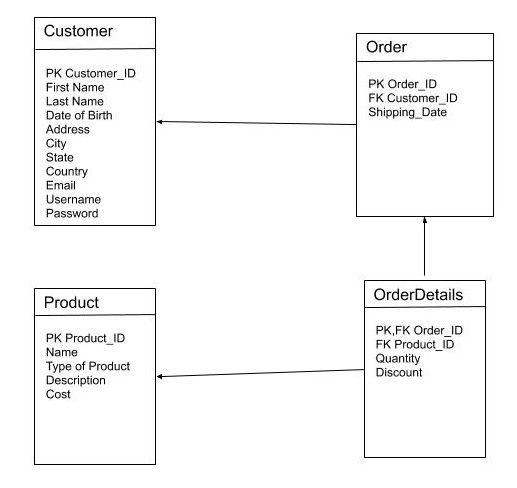 Customer
PK Customer_ID
First Name
Last Name
Date of Birth
Address
City
State
Country
Email
Username
Password
Order
PK Order_ID
FK Customer_ID
Shipping_Date
Product
PK Product_ID
Name
Type of Product
Description
Cost
OrderDetails
PK,FK Order_ID
FK Product_ID
Quantity
Discount